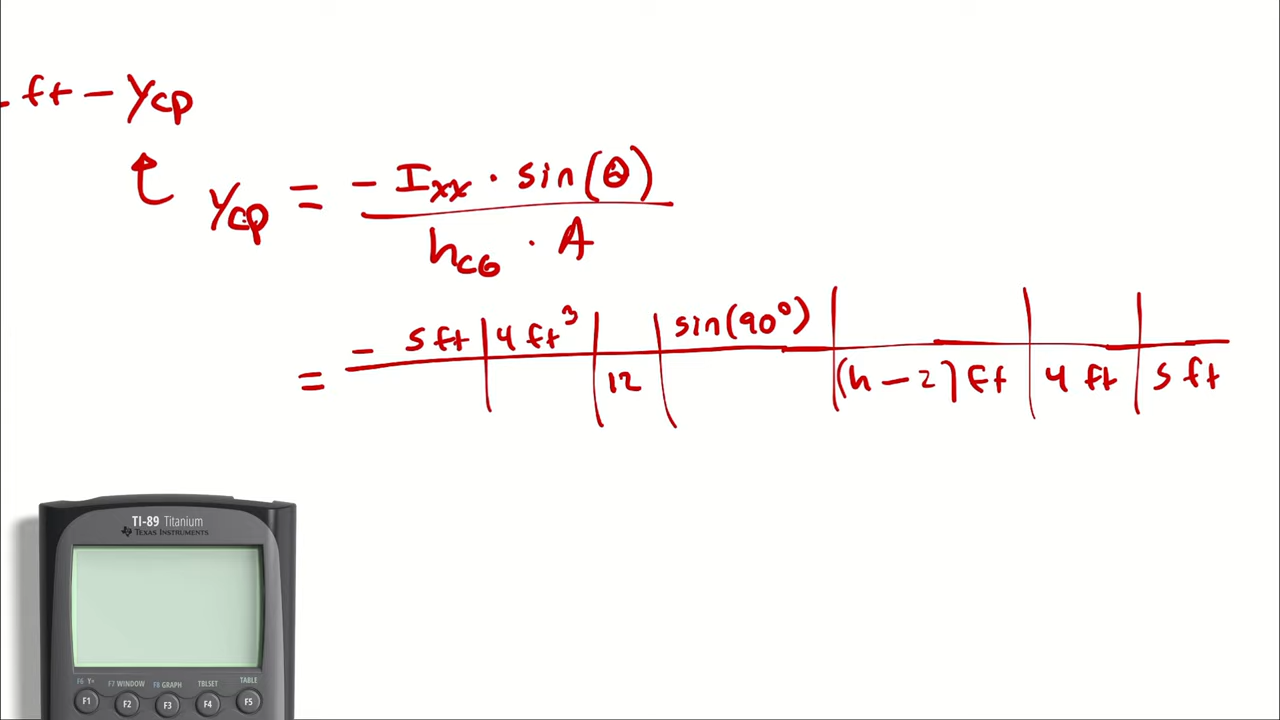 ft - ycp
ycp = - Ixx · sin(θ)
hCG · A
= - 5 ft | 4 ft³ | | sin(90°) | | |
| | 12 | | (h - 2) ft | 4 ft | 5 ft
TI-89 Titanium
TEXAS INSTRUMENTS
F6 Y= F7 WINDOW F8 GRAPH TBLSET TABLE
F1 F2 F3 F4 F5